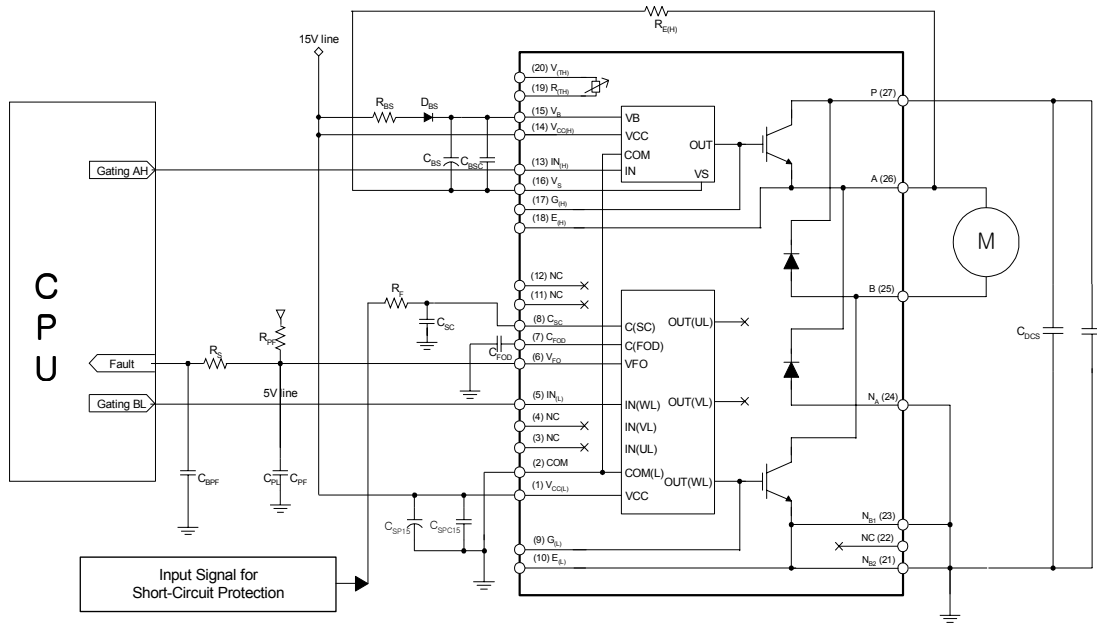 R_E(H)
15V line
(20) V_(TH)
(19) R_(TH)
R_BS
D_BS
(15) V_B
(14) V_CC(H)
VB
VCC
COM
IN
OUT
VS
P (27)
C_BS
C_BSC
Gating AH
(13) IN_(H)
(16) V_S
A (26)
(17) G_(H)
(18) E_(H)
M
CPU
(12) NC
(11) NC
B (25)
R_F
C_SC
(8) C_SC
(7) C_FOD
(6) V_FO
C_FOD
C(SC)
C(FOD)
VFO
OUT(UL)
C_DCS
R_PF
R_S
Fault
5V line
Gating BL
(5) IN_(L)
(4) NC
(3) NC
IN(WL)
IN(VL)
IN(UL)
OUT(VL)
N_A (24)
(2) COM
COM(L)
OUT(WL)
(1) V_CC(L)
VCC
C_BPF
C_PL
C_PF
C_SP15
C_SPC15
N_B1 (23)
NC (22)
(9) G_(L)
(10) E_(L)
N_B2 (21)
Input Signal for
Short-Circuit Protection